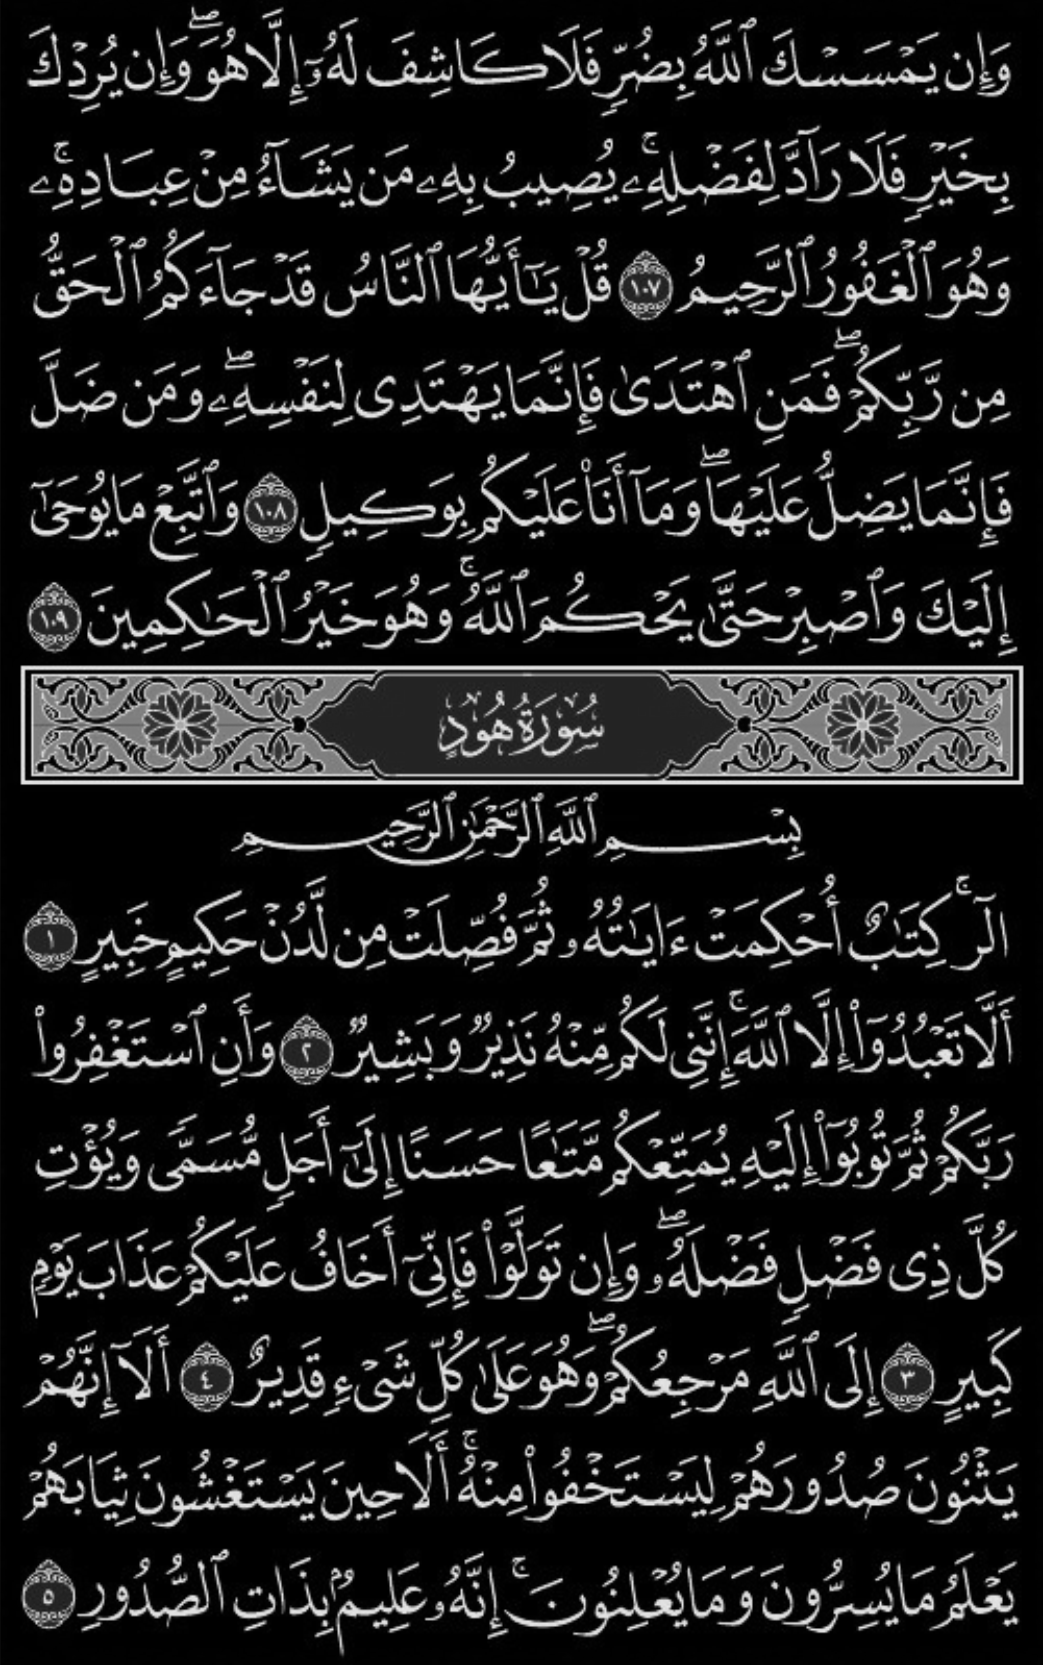 وَإِن يَمْسَسْكَ ٱللَّهُ بِضُرٍّ فَلَا كَاشِفَ لَهُۥٓ إِلَّا هُوَ ۖ وَإِن يُرِدْكَ
بِخَيْرٍ فَلَا رَآدَّ لِفَضْلِهِۦ ۚ يُصِيبُ بِهِۦ مَن يَشَآءُ مِنْ عِبَادِهِۦ ۚ
وَهُوَ ٱلْغَفُورُ ٱلرَّحِيمُ ١٠٧ قُلْ يَـٰٓأَيُّهَا ٱلنَّاسُ قَدْ جَآءَكُمُ ٱلْحَقُّ
مِن رَّبِّكُمْ ۖ فَمَنِ ٱهْتَدَىٰ فَإِنَّمَا يَهْتَدِى لِنَفْسِهِۦ ۖ وَمَن ضَلَّ
فَإِنَّمَا يَضِلُّ عَلَيْهَا ۖ وَمَآ أَنَا۠ عَلَيْكُم بِوَكِيلٍ ١٠٨ وَٱتَّبِعْ مَا يُوحَىٰٓ
إِلَيْكَ وَٱصْبِرْ حَتَّىٰ يَحْكُمَ ٱللَّهُ ۚ وَهُوَ خَيْرُ ٱلْحَـٰكِمِينَ ١٠٩
سُورَةُ هُودٍ
بِسْمِ ٱللَّهِ ٱلرَّحْمَـٰنِ ٱلرَّحِيمِ
الٓر ۚ كِتَـٰبٌ أُحْكِمَتْ ءَايَـٰتُهُۥ ثُمَّ فُصِّلَتْ مِن لَّدُنْ حَكِيمٍ خَبِيرٍ ١
أَلَّا تَعْبُدُوٓا۟ إِلَّا ٱللَّهَ ۚ إِنَّنِى لَكُم مِّنْهُ نَذِيرٌ وَبَشِيرٌ ٢ وَأَنِ ٱسْتَغْفِرُوا۟
رَبَّكُمْ ثُمَّ تُوبُوٓا۟ إِلَيْهِ يُمَتِّعْكُم مَّتَـٰعًا حَسَنًا إِلَىٰٓ أَجَلٍ مُّسَمًّى وَيُؤْتِ
كُلَّ ذِى فَضْلٍ فَضْلَهُۥ ۖ وَإِن تَوَلَّوْا۟ فَإِنِّىٓ أَخَافُ عَلَيْكُمْ عَذَابَ يَوْمٍ
كَبِيرٍ ٣ إِلَى ٱللَّهِ مَرْجِعُكُمْ ۖ وَهُوَ عَلَىٰ كُلِّ شَىْءٍ قَدِيرٌ ٤ أَلَآ إِنَّهُمْ
يَثْنُونَ صُدُورَهُمْ لِيَسْتَخْفُوا۟ مِنْهُ ۚ أَلَا حِينَ يَسْتَغْشُونَ ثِيَابَهُمْ
يَعْلَمُ مَا يُسِرُّونَ وَمَا يُعْلِنُونَ ۚ إِنَّهُۥ عَلِيمٌۢ بِذَاتِ ٱلصُّدُورِ ٥